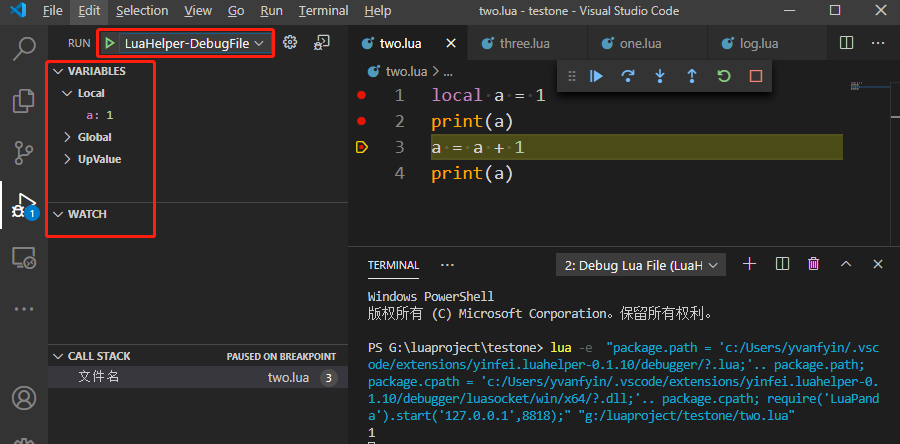 File Edit Selection View Go Run Terminal Help two.lua - testone - Visual Studio Code
RUN LuaHelper-DebugFile
two.lua three.lua one.lua log.lua
two.lua > ...
VARIABLES
Local
a: 1
Global
UpValue
WATCH
1 local a = 1
2 print(a)
3 a = a + 1
4 print(a)
1
TERMINAL ... 2: Debug Lua File (LuaH
Windows PowerShell
版权所有 (C) Microsoft Corporation。保留所有权利。
PS G:\luaproject\testone> lua -e "package.path = 'c:/Users/yvanfyin/.vsc
ode/extensions/yinfei.luahelper-0.1.10/debugger/?.lua;'.. package.path;
package.cpath = 'c:/Users/yvanfyin/.vscode/extensions/yinfei.luahelper-0.
1.10/debugger/luasocket/win/x64/?.dll;'.. package.cpath; require('LuaPand
a').start('127.0.0.1',8818);" "g:/luaproject/testone/two.lua"
1
CALL STACK PAUSED ON BREAKPOINT
文件名 two.lua 3